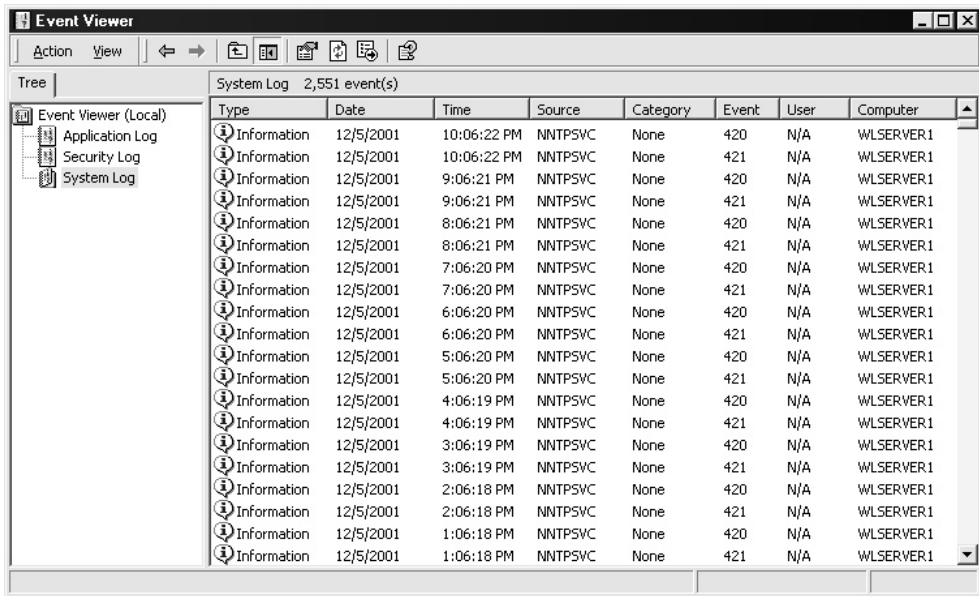 Event Viewer
Action View
Tree
System Log 2,551 event(s)
Event Viewer (Local)
Application Log
Security Log
System Log
Type Date Time Source Category Event User Computer
Information 12/5/2001 10:06:22 PM NNTPSVC None 420 N/A WLSERVER1
Information 12/5/2001 10:06:22 PM NNTPSVC None 421 N/A WLSERVER1
Information 12/5/2001 9:06:21 PM NNTPSVC None 420 N/A WLSERVER1
Information 12/5/2001 9:06:21 PM NNTPSVC None 421 N/A WLSERVER1
Information 12/5/2001 8:06:21 PM NNTPSVC None 420 N/A WLSERVER1
Information 12/5/2001 8:06:21 PM NNTPSVC None 421 N/A WLSERVER1
Information 12/5/2001 7:06:20 PM NNTPSVC None 420 N/A WLSERVER1
Information 12/5/2001 7:06:20 PM NNTPSVC None 421 N/A WLSERVER1
Information 12/5/2001 6:06:20 PM NNTPSVC None 420 N/A WLSERVER1
Information 12/5/2001 6:06:20 PM NNTPSVC None 421 N/A WLSERVER1
Information 12/5/2001 5:06:20 PM NNTPSVC None 420 N/A WLSERVER1
Information 12/5/2001 5:06:20 PM NNTPSVC None 421 N/A WLSERVER1
Information 12/5/2001 4:06:19 PM NNTPSVC None 420 N/A WLSERVER1
Information 12/5/2001 4:06:19 PM NNTPSVC None 421 N/A WLSERVER1
Information 12/5/2001 3:06:19 PM NNTPSVC None 420 N/A WLSERVER1
Information 12/5/2001 3:06:19 PM NNTPSVC None 421 N/A WLSERVER1
Information 12/5/2001 2:06:18 PM NNTPSVC None 420 N/A WLSERVER1
Information 12/5/2001 2:06:18 PM NNTPSVC None 421 N/A WLSERVER1
Information 12/5/2001 1:06:18 PM NNTPSVC None 420 N/A WLSERVER1
Information 12/5/2001 1:06:18 PM NNTPSVC None 421 N/A WLSERVER1